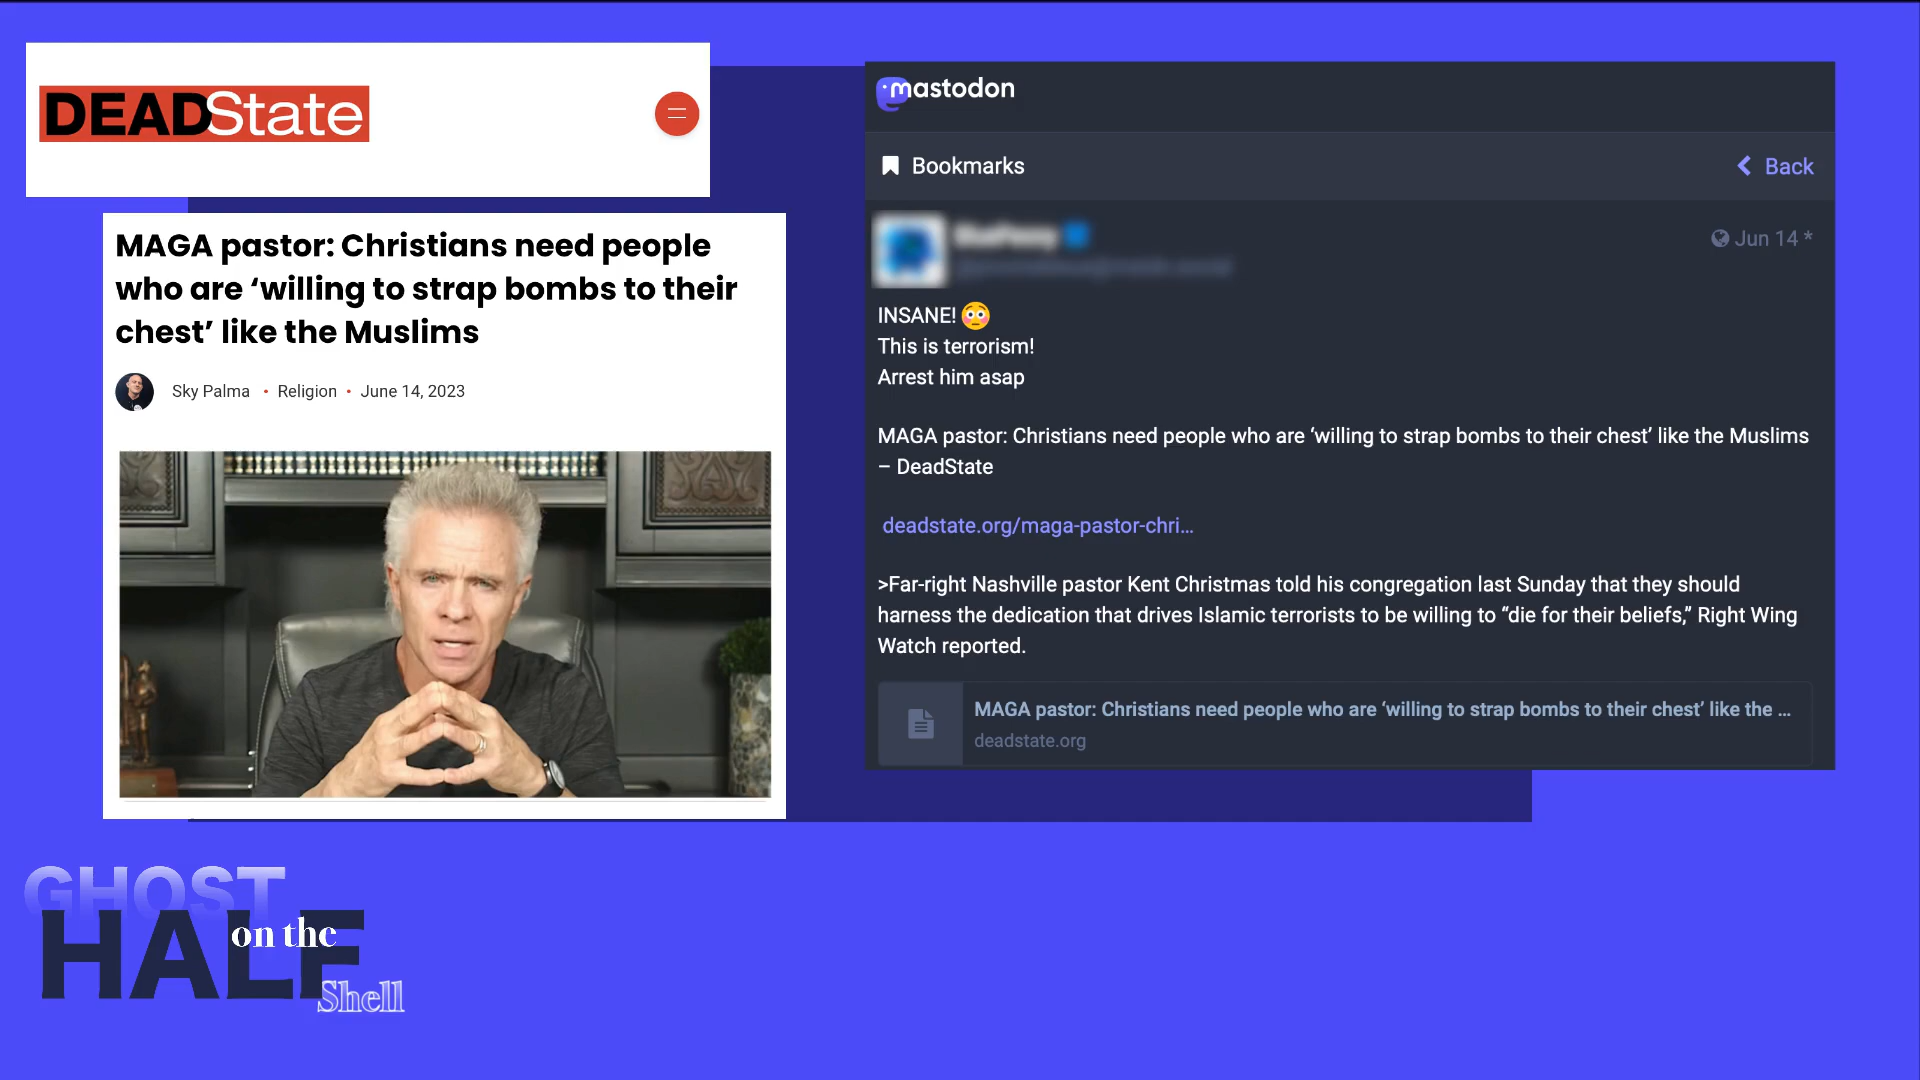 DEADState
MAGA pastor: Christians need people
who are ‘willing to strap bombs to their
chest’ like the Muslims
Sky Palma • Religion • June 14, 2023
mastodon
Bookmarks
Back
Jun 14 *
INSANE! 😳
This is terrorism!
Arrest him asap
MAGA pastor: Christians need people who are ‘willing to strap bombs to their chest’ like the Muslims
– DeadState
deadstate.org/maga-pastor-chri…
>Far-right Nashville pastor Kent Christmas told his congregation last Sunday that they should
harness the dedication that drives Islamic terrorists to be willing to “die for their beliefs,” Right Wing
Watch reported.
MAGA pastor: Christians need people who are ‘willing to strap bombs to their chest’ like the ...
deadstate.org
GHOST
on the
HALF
Shell